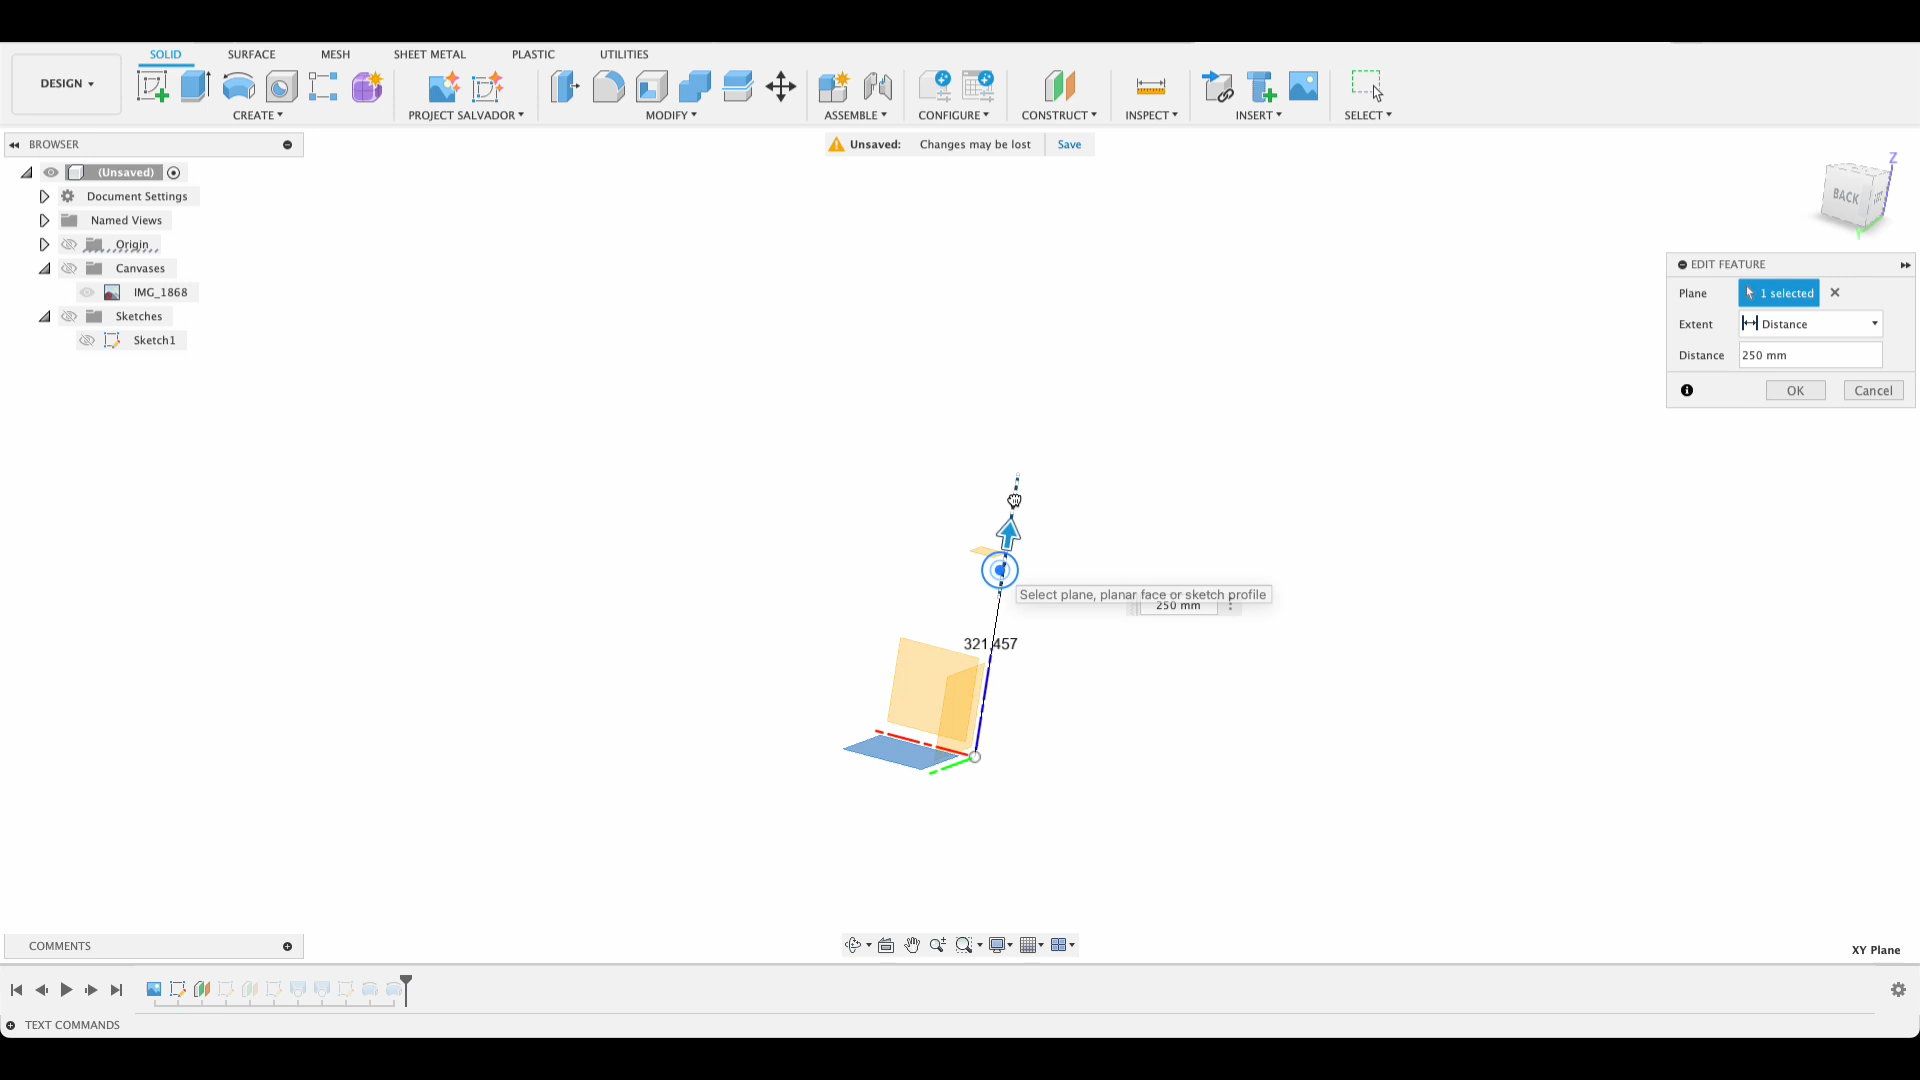 SOLID SURFACE MESH SHEET METAL PLASTIC UTILITIES
DESIGN
CREATE PROJECT SALVADOR MODIFY ASSEMBLE CONFIGURE CONSTRUCT INSPECT INSERT SELECT
BROWSER
Unsaved: Changes may be lost Save
(Unsaved)
Document Settings
Named Views
Origin
Canvases
IMG_1868
Sketches
Sketch1
Z
BACK
Y
EDIT FEATURE
Plane 1 selected
Extent Distance
Distance 250 mm
OK Cancel
Select plane, planar face or sketch profile
250 mm
321.457
COMMENTS
XY Plane
TEXT COMMANDS